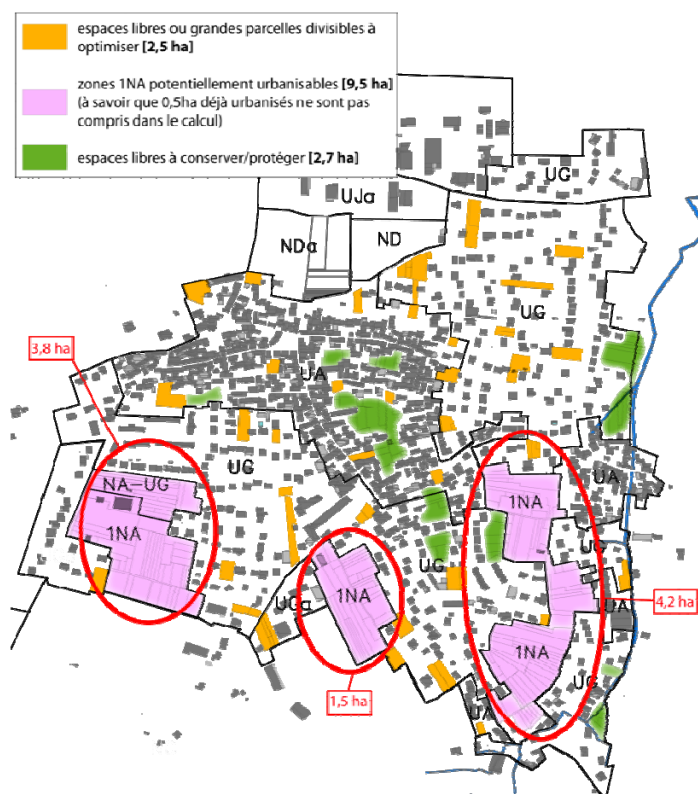 espaces libres ou grandes parcelles divisibles à
optimiser [2,5 ha]
zones 1NA potentiellement urbanisables [9,5 ha]
(à savoir que 0,5ha déjà urbanisés ne sont pas
compris dans le calcul)
espaces libres à conserver/protéger [2,7 ha]
UG
UJa
NDa
ND
UG
3,8 ha
UA
UG
NA-UG
UA
1NA
1NA
UG
UG
1NA
UGa
UA
4,2 ha
1NA
UG
1,5 ha
UA